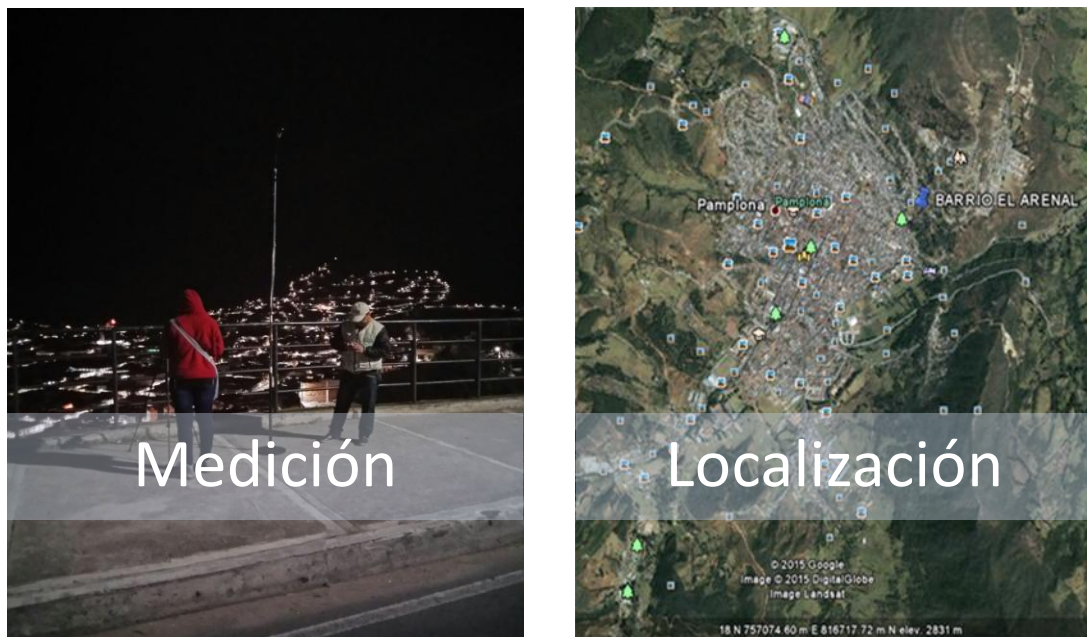 Medición
Localización
Pamplona
Pamplona
BARRIO EL ARENAL
© 2015 Google
Image © 2015 DigitalGlobe
Image Landsat
18 N 757074.60 m E 816717.72 m N elev. 2831 m